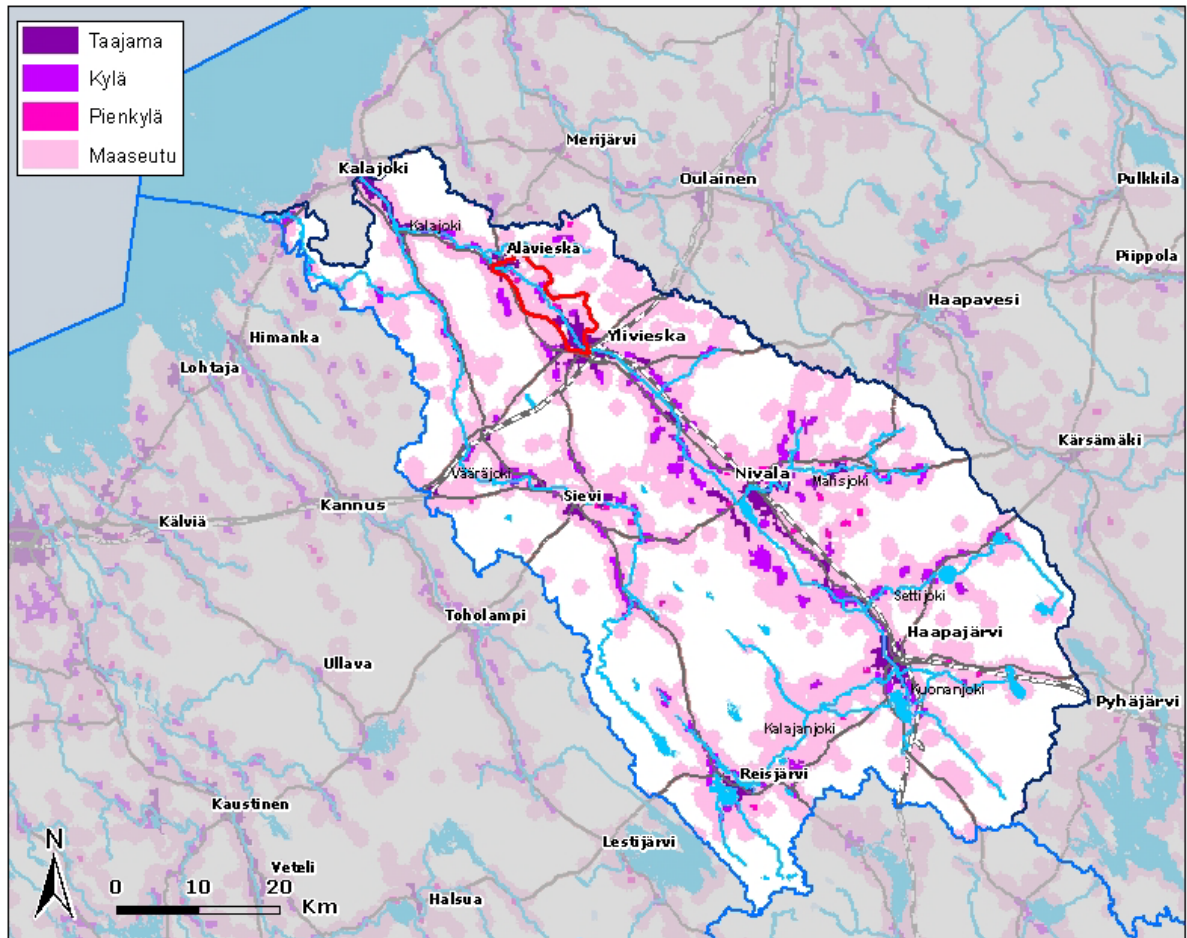 Taajama
Kylä
Pienkylä
Maaseutu
Merijärvi
Kalajoki
Oulainen
Pulkkila
Kalajoki
Alavieska
Piippola
Haapavesi
Himanka
Ylivieska
Lohtaja
Kärsämäki
Vääräjoki
Nivala
Malisjoki
Sievi
Kannus
Kälviä
Settijoki
Toholampi
Haapajärvi
Ullava
Kuonanjoki
Pyhäjärvi
Kalajanjoki
Reisjärvi
Kaustinen
Lestijärvi
N
Veteli
0 10 20
Km
Halsua